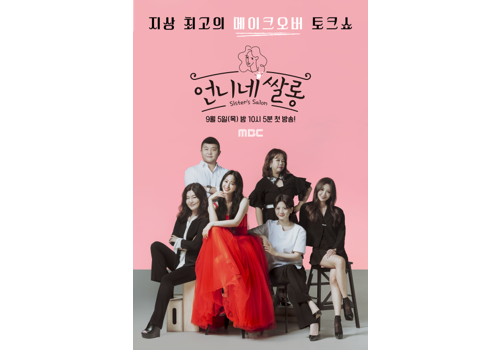 지상 최고의 메이크오버 토크쇼
언니네 쌀롱
Sister's Salon
9월 5일(목) 밤 10시 5분 첫 방송!
MBC